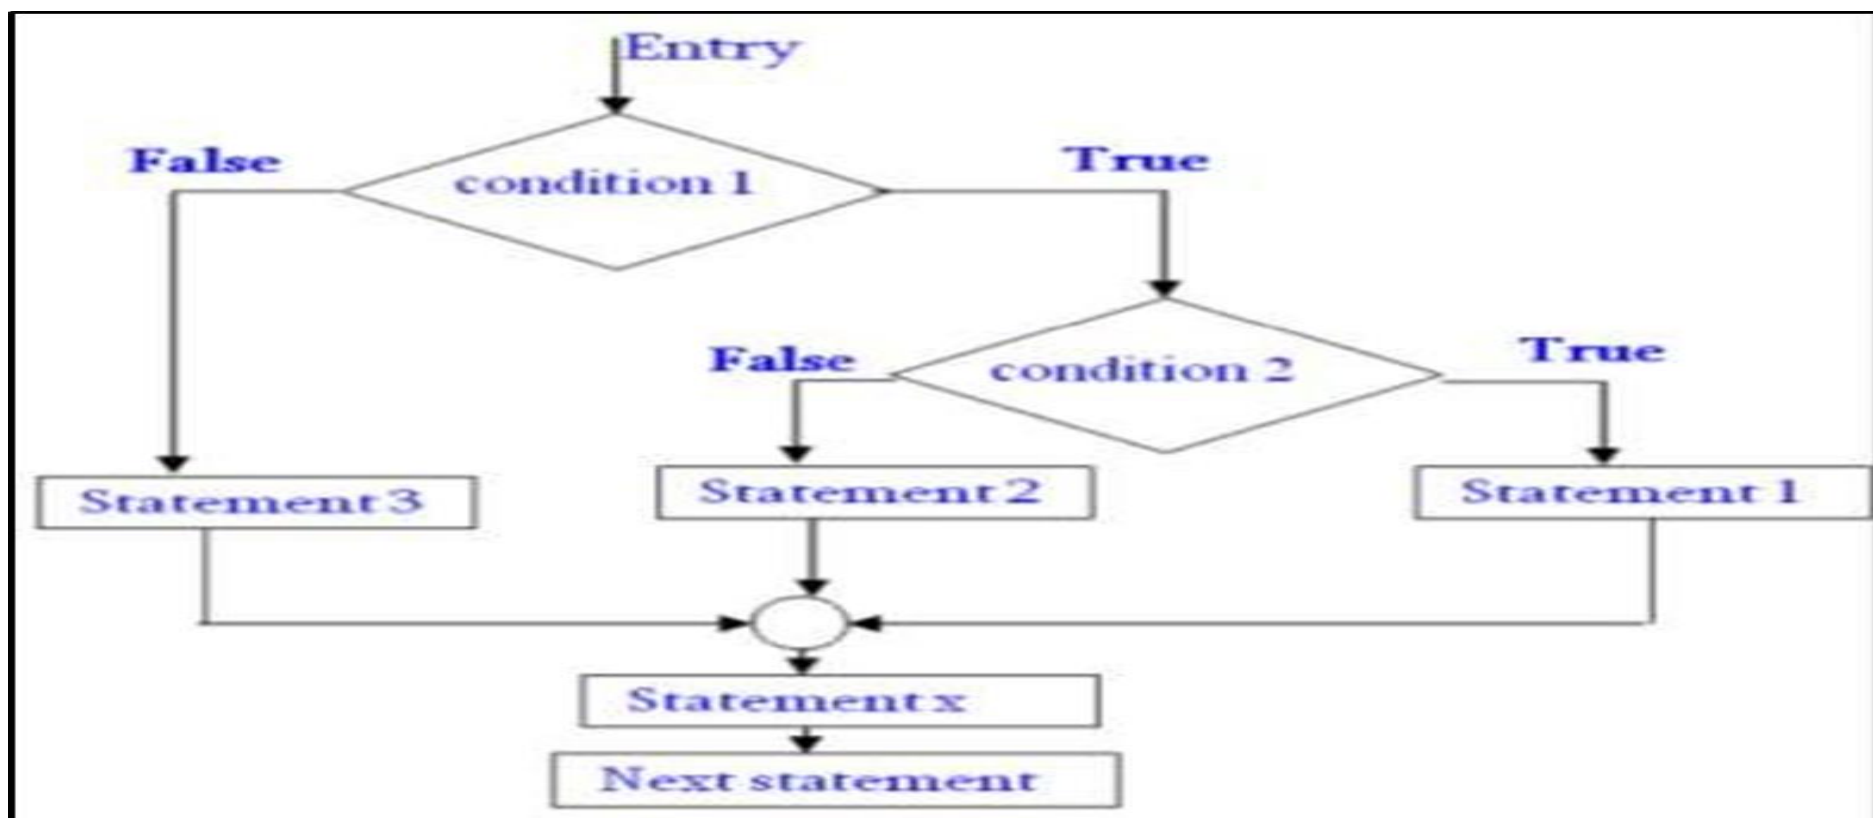 Entry
False
True
condition 1
False
True
condition 2
Statement 3
Statement 2
Statement 1
Statement x
Next statement